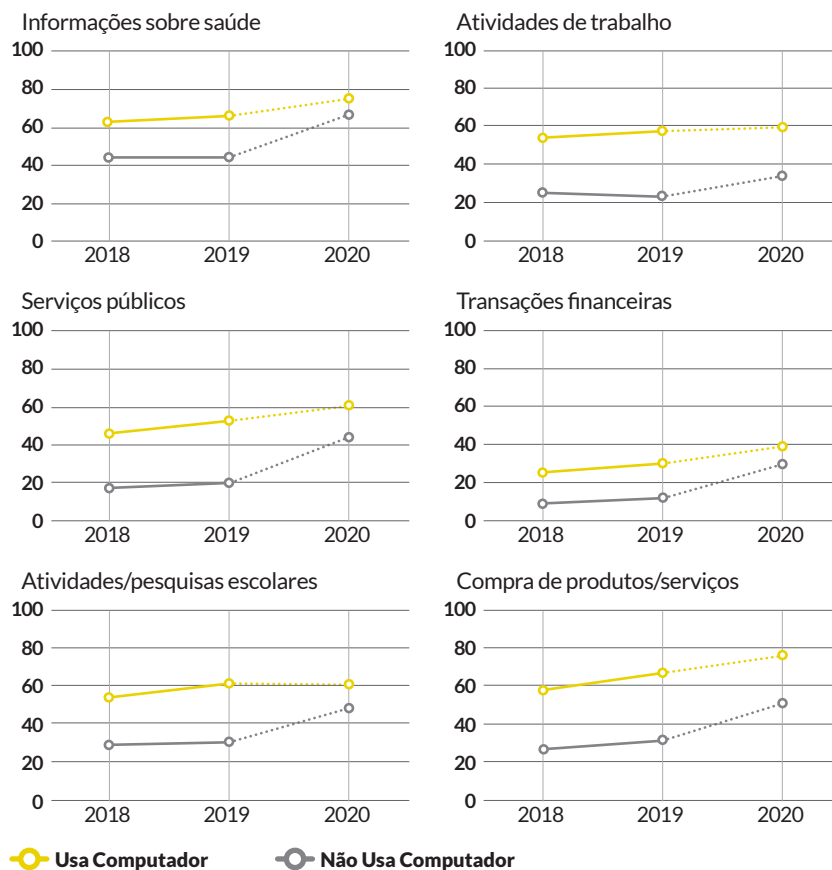 Informações sobre saúde
100
80
60
40
20
0
2018 2019 2020
Atividades de trabalho
100
80
60
40
20
0
2018 2019 2020
Serviços públicos
100
80
60
40
20
0
2018 2019 2020
Transações financeiras
100
80
60
40
20
0
2018 2019 2020
Atividades/pesquisas escolares
100
80
60
40
20
0
2018 2019 2020
Compra de produtos/serviços
100
80
60
40
20
0
2018 2019 2020
Usa Computador Não Usa Computador